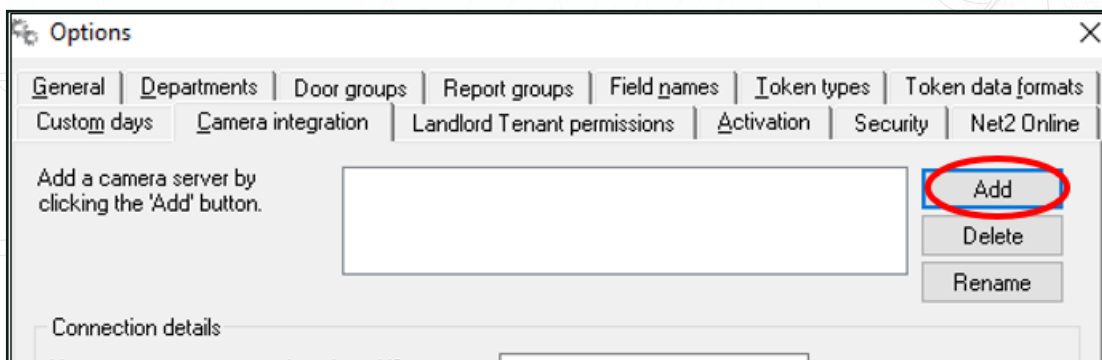 Options
General Departments Door groups Report groups Field names Token types Token data formats
Custom days Camera integration Landlord Tenant permissions Activation Security Net2 Online
Add a camera server by
clicking the 'Add' button.
Add
Delete
Rename
Connection details